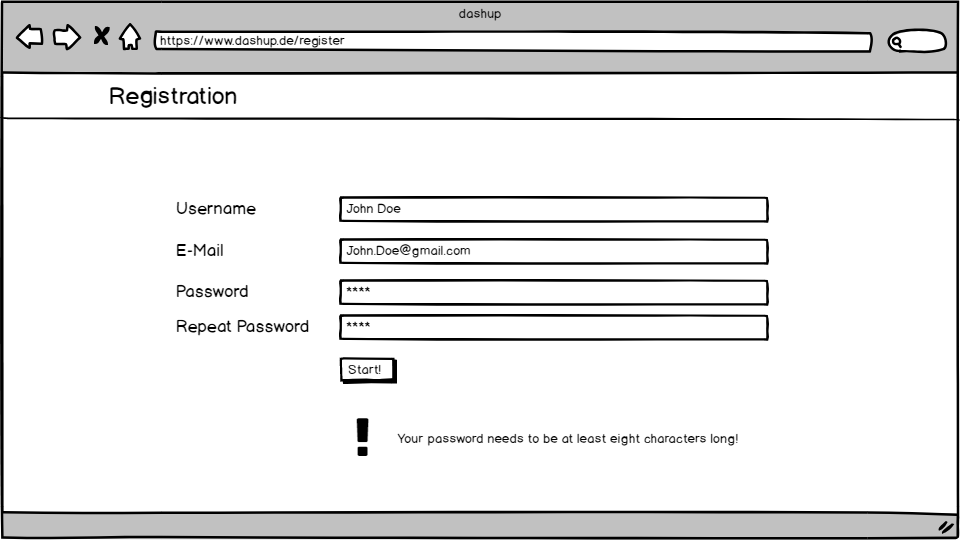 dashup
https://www.dashup.de/register
Registration
Username
John Doe
E-Mail
John.Doe@gmail.com
Password
****
Repeat Password
****
Start!
! Your password needs to be at least eight characters long!